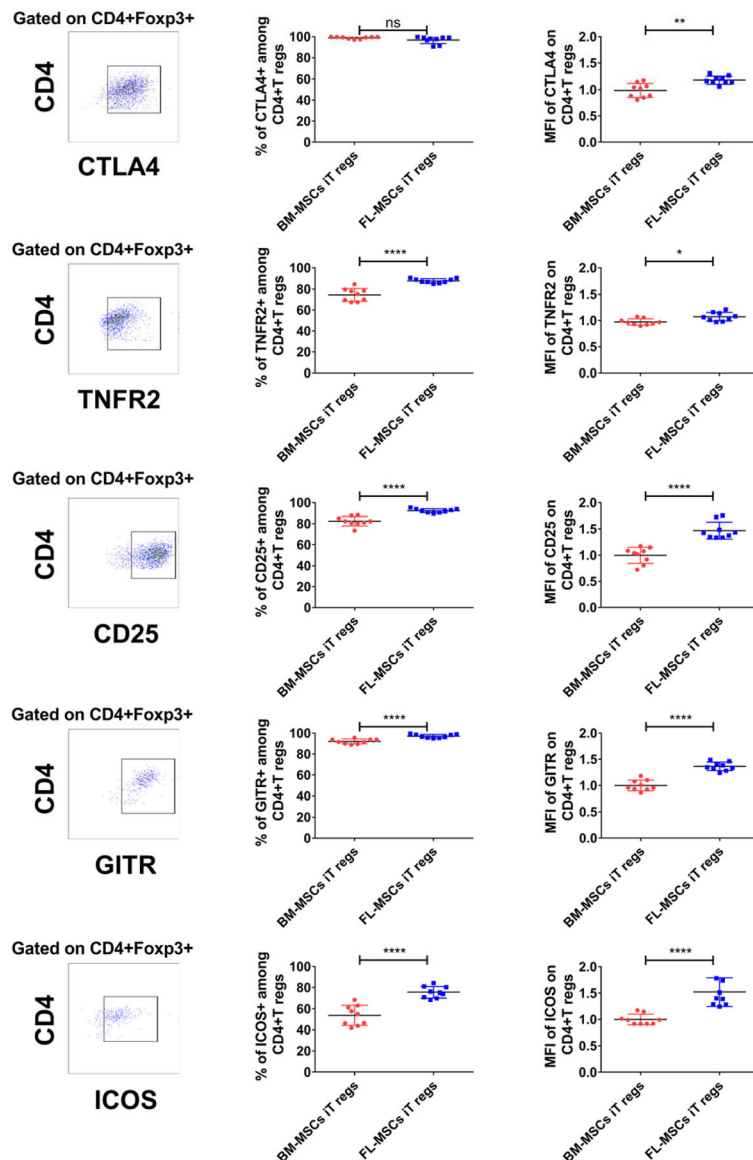 Gated on CD4+Foxp3+
CD4
CTLA4
% of CTLA4+ among
CD4+T regs
100
80
60
40
20
0
ns
BM-MSCs iT regs
FL-MSCs iT regs
MFI of CTLA4 on
CD4+T regs
2.0
1.5
1.0
0.5
0.0
**
BM-MSCs iT regs
FL-MSCs iT regs
Gated on CD4+Foxp3+
CD4
TNFR2
% of TNFR2+ among
CD4+T regs
100
80
60
40
20
0
****
BM-MSCs iT regs
FL-MSCs iT regs
MFI of TNFR2 on
CD4+T regs
2.0
1.5
1.0
0.5
0.0
*
BM-MSCs iT regs
FL-MSCs iT regs
Gated on CD4+Foxp3+
CD4
CD25
% of CD25+ among
CD4+T regs
100
80
60
40
20
0
****
BM-MSCs iT regs
FL-MSCs iT regs
MFI of CD25 on
CD4+T regs
2.0
1.5
1.0
0.5
0.0
****
BM-MSCs iT regs
FL-MSCs iT regs
Gated on CD4+Foxp3+
CD4
GITR
% of GITR+ among
CD4+T regs
100
80
60
40
20
0
****
BM-MSCs iT regs
FL-MSCs iT regs
MFI of GITR on
CD4+T regs
2.0
1.5
1.0
0.5
0.0
****
BM-MSCs iT regs
FL-MSCs iT regs
Gated on CD4+Foxp3+
CD4
ICOS
% of ICOS+ among
CD4+T regs
100
80
60
40
20
0
****
BM-MSCs iT regs
FL-MSCs iT regs
MFI of ICOS on
CD4+T regs
2.0
1.5
1.0
0.5
0.0
****
BM-MSCs iT regs
FL-MSCs iT regs